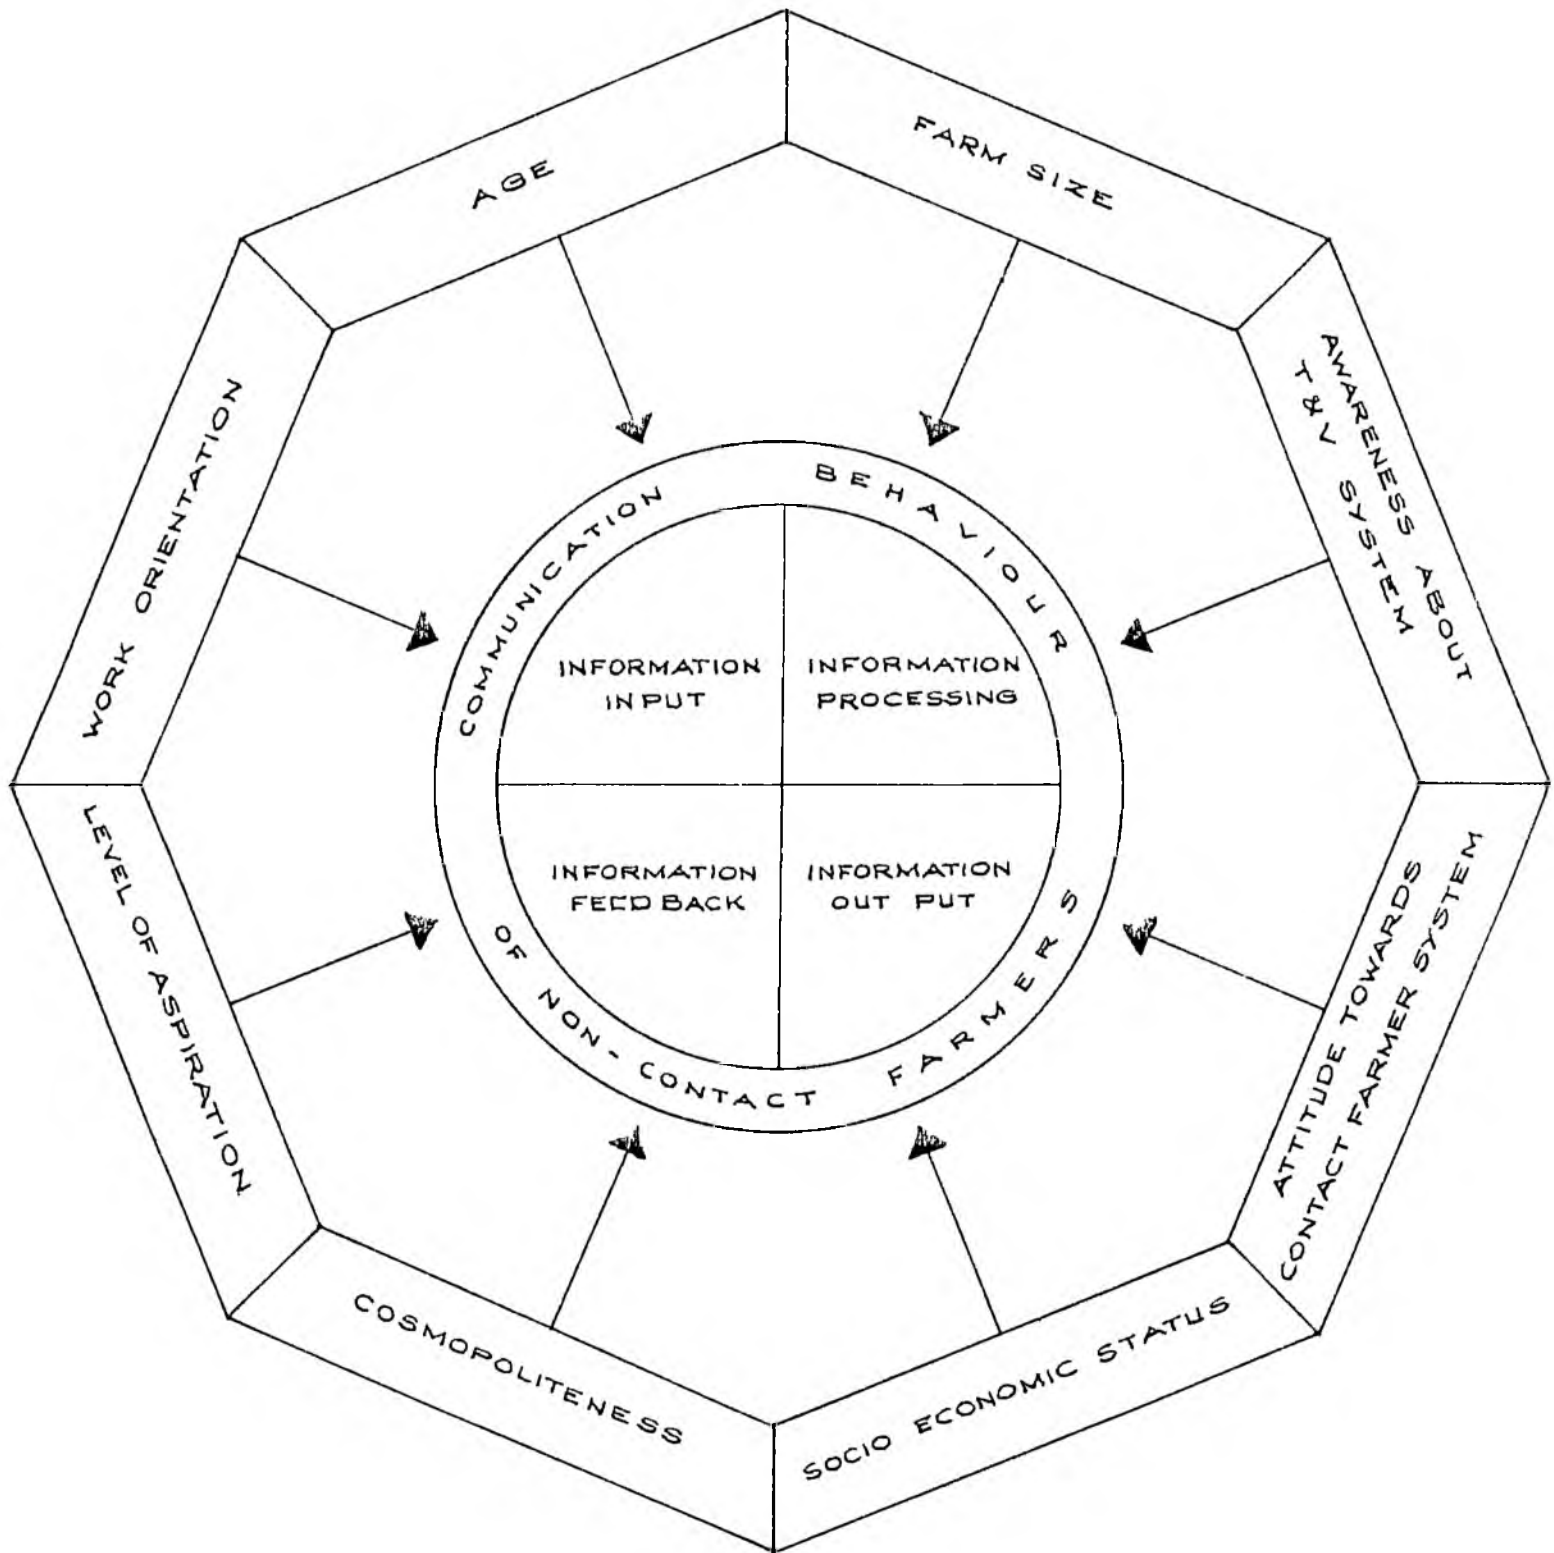 AGE
FARM SIZE
AWARENESS ABOUT
T & V SYSTEM
ATTITUDE TOWARDS
CONTACT FARMER SYSTEM
SOCIO ECONOMIC STATUS
COSMOPOLITENESS
LEVEL OF ASPIRATION
WORK ORIENTATION
COMMUNICATION BEHAVIOUR
OF NON-CONTACT FARMERS
INFORMATION
INPUT
INFORMATION
PROCESSING
INFORMATION
FEED BACK
INFORMATION
OUT PUT